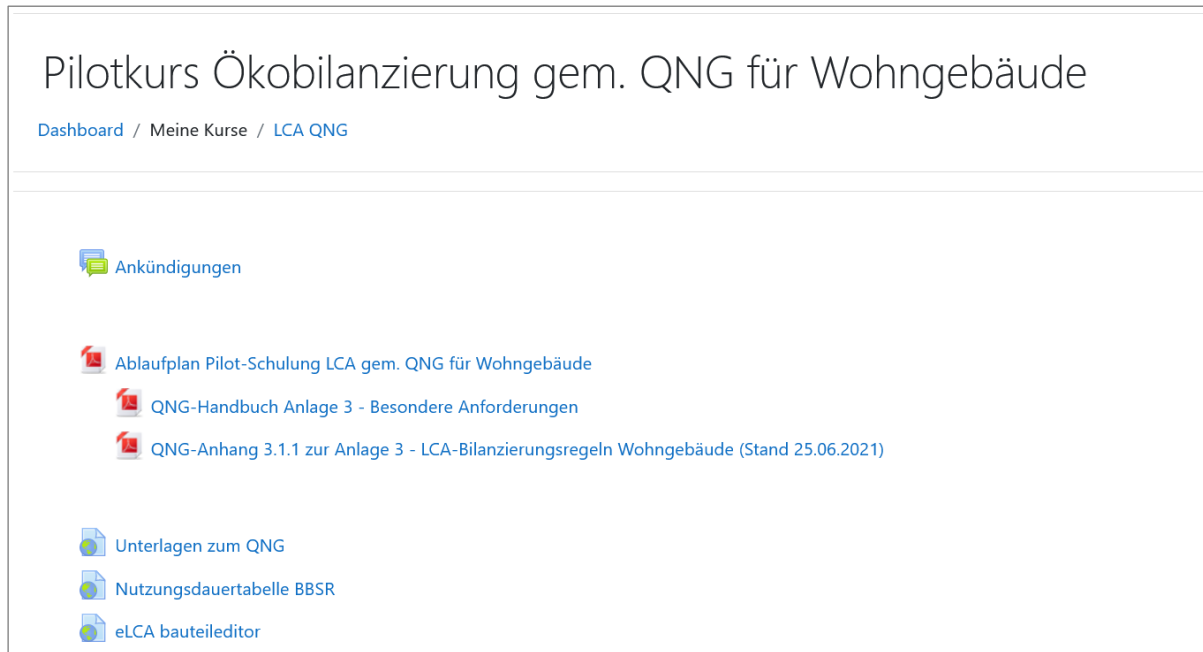 Pilotkurs Ökobilanzierung gem. QNG für Wohngebäude
Dashboard / Meine Kurse / LCA QNG
Ankündigungen
Ablaufplan Pilot-Schulung LCA gem. QNG für Wohngebäude
QNG-Handbuch Anlage 3 - Besondere Anforderungen
QNG-Anhang 3.1.1 zur Anlage 3 - LCA-Bilanzierungsregeln Wohngebäude (Stand 25.06.2021)
Unterlagen zum QNG
Nutzungsdauertabelle BBSR
eLCA bauteileditor